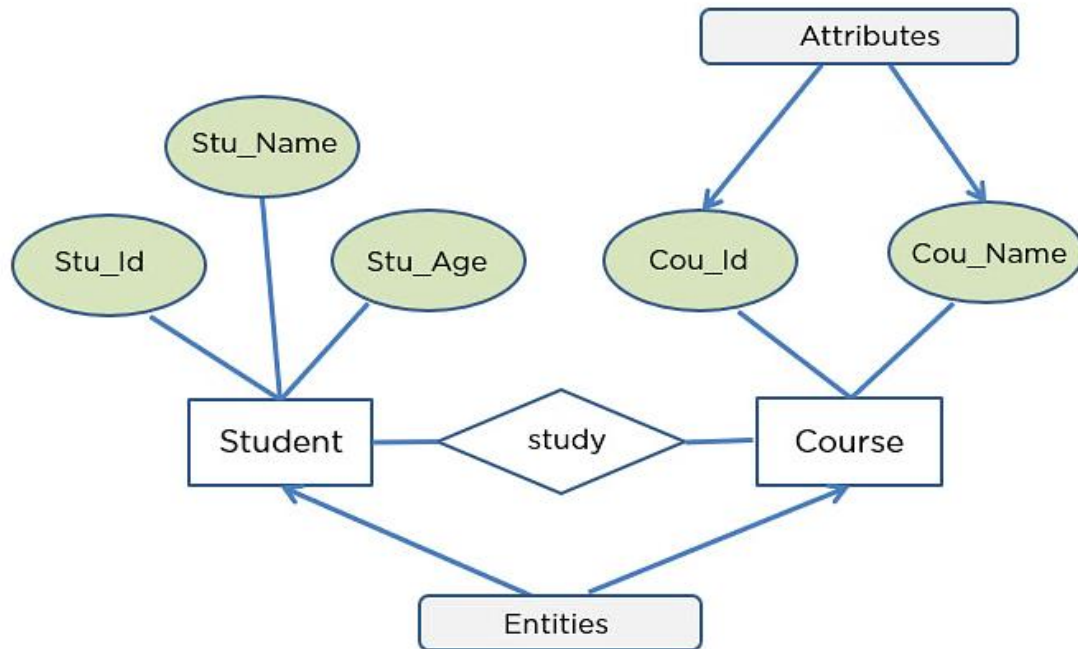 Attributes
Stu_Name
Stu_Id
Stu_Age
Cou_Id
Cou_Name
Student
study
Course
Entities